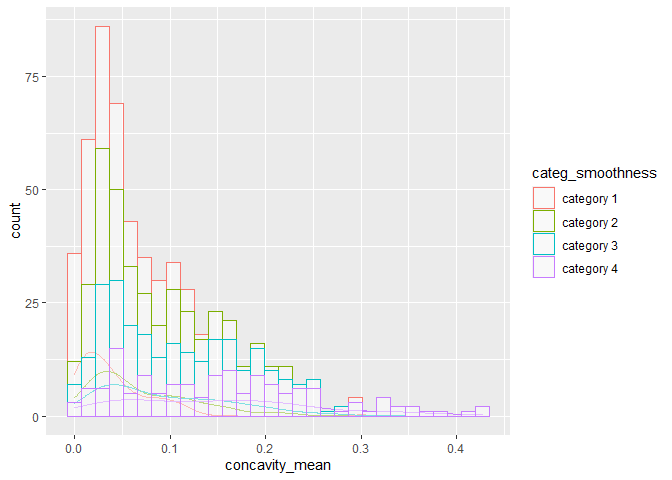 75
50
25
0
count
0.0 0.1 0.2 0.3 0.4
concavity_mean
categ_smoothness
category 1
category 2
category 3
category 4